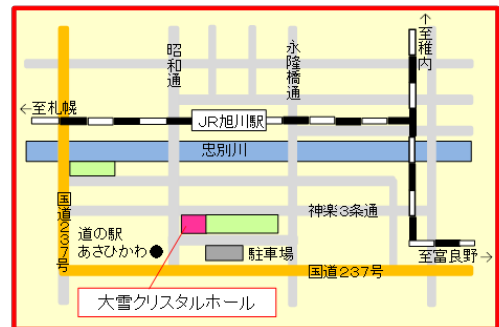 昭和通
永隆橋通
↑至稚内
←至札幌
JR旭川駅
忠別川
国道237号
神楽3条通
道の駅
あさひかわ
駐車場
至富良野→
国道237号
大雪クリスタルホール